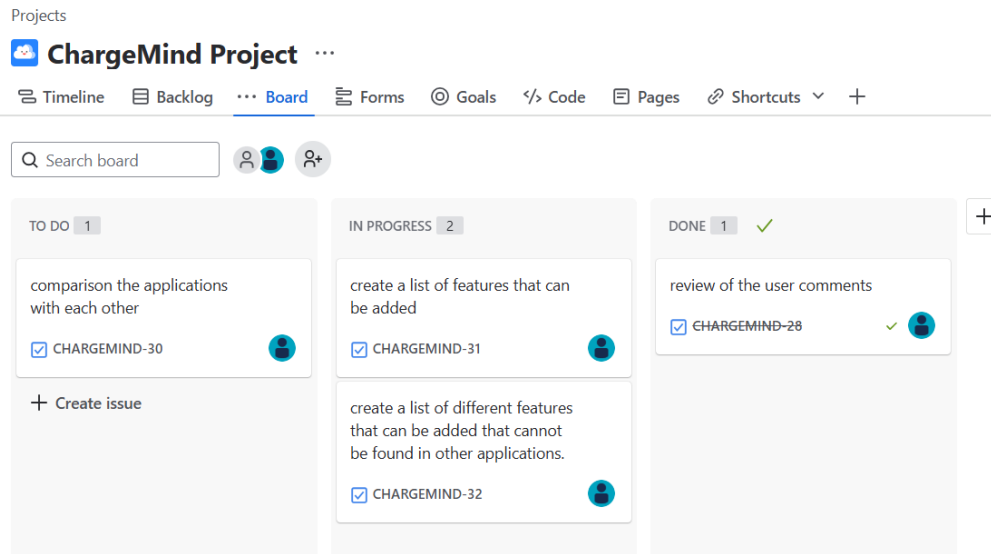 Projects
ChargeMind Project
Timeline Backlog Board Forms Goals Code Pages Shortcuts
Search board
TO DO 1
comparison the applications
with each other
CHARGEMIND-30
Create issue
IN PROGRESS 2
create a list of features that can
be added
CHARGEMIND-31
create a list of different features
that can be added that cannot
be found in other applications.
CHARGEMIND-32
DONE 1
review of the user comments
CHARGEMIND-28